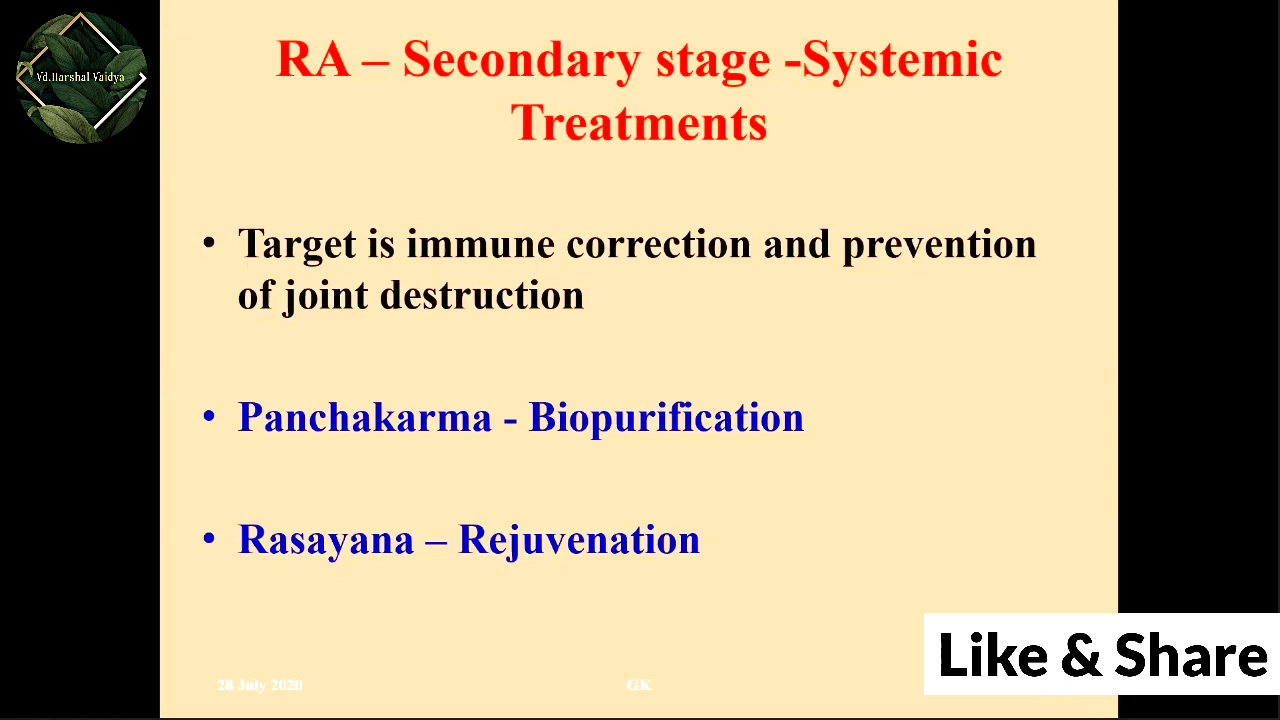 Vd.Harshal Vaidya
RA – Secondary stage -Systemic
Treatments
• Target is immune correction and prevention
of joint destruction
• Panchakarma - Biopurification
• Rasayana – Rejuvenation
Like & Share
28 July 2020
GK